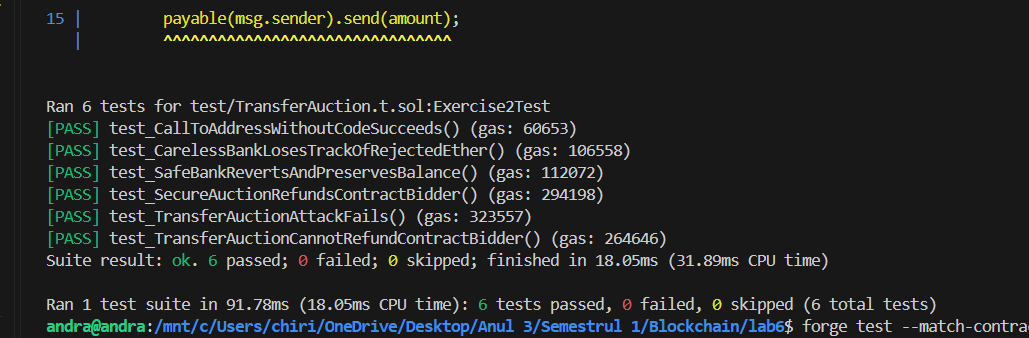 15 | payable(msg.sender).send(amount);
| ^^^^^^^^^^^^^^^^^^^^^^^^^^^^^^^^
Ran 6 tests for test/TransferAuction.t.sol:Exercise2Test
[PASS] test_CallToAddressWithoutCodeSucceeds() (gas: 60653)
[PASS] test_CarelessBankLosesTrackOfRejectedEther() (gas: 106558)
[PASS] test_SafeBankRevertsAndPreservesBalance() (gas: 112072)
[PASS] test_SecureAuctionRefundsContractBidder() (gas: 294198)
[PASS] test_TransferAuctionAttackFails() (gas: 323557)
[PASS] test_TransferAuctionCannotRefundContractBidder() (gas: 264646)
Suite result: ok. 6 passed; 0 failed; 0 skipped; finished in 18.05ms (31.89ms CPU time)
Ran 1 test suite in 91.78ms (18.05ms CPU time): 6 tests passed, 0 failed, 0 skipped (6 total tests)
andra@andra:/mnt/c/Users/chiri/OneDrive/Desktop/Anul 3/Semestrul 1/Blockchain/lab6$ forge test --match-contra